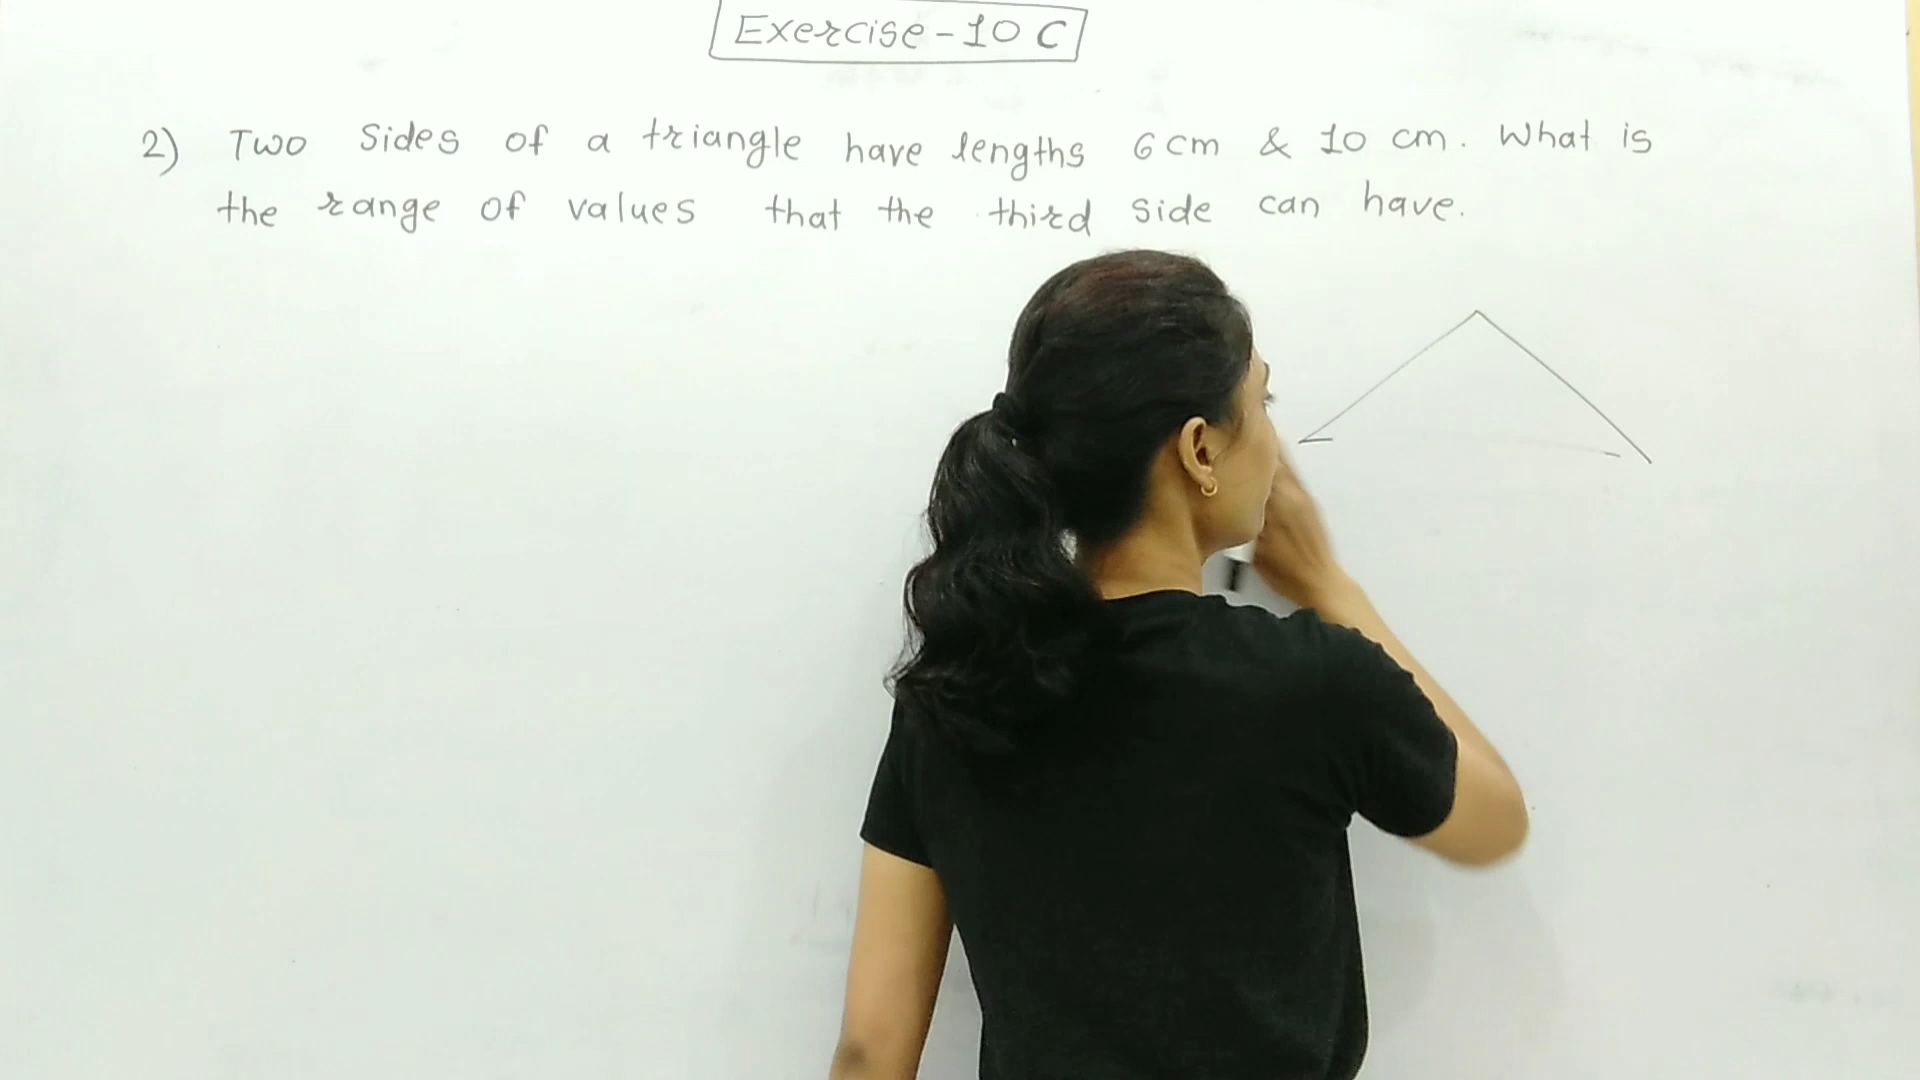 Exercise - 10 C
2) Two sides of a triangle have lengths 6 cm & 10 cm. What is
the range of values that the third side can have.